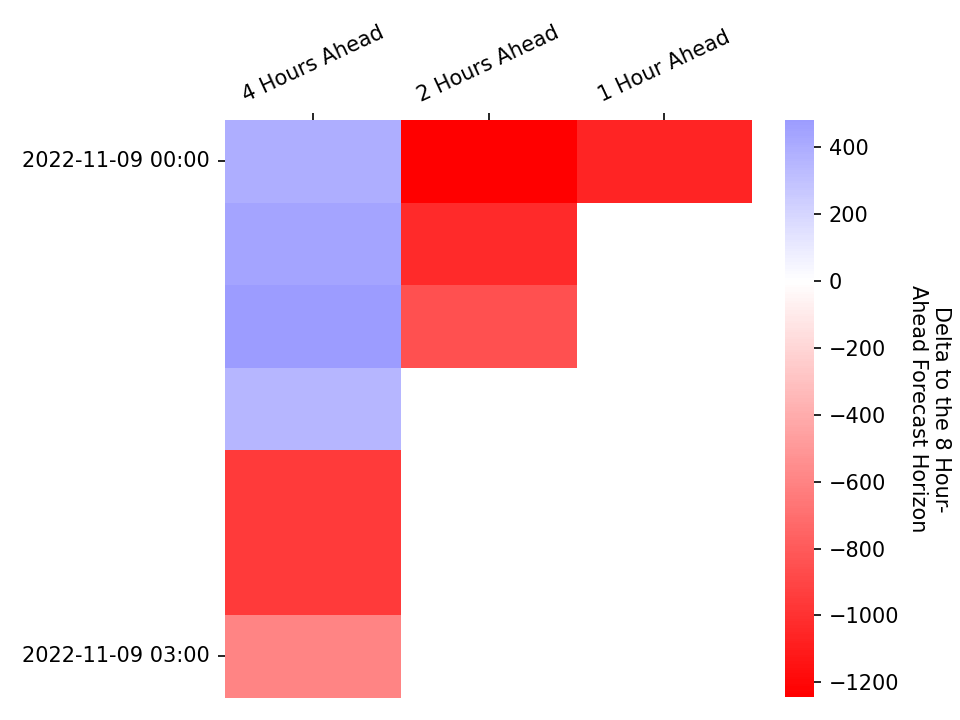 4 Hours Ahead
2 Hours Ahead
1 Hour Ahead
2022-11-09 00:00
2022-11-09 03:00
400
200
0
−200
−400
−600
−800
−1000
−1200
Delta to the 8 Hour-
Ahead Forecast Horizon